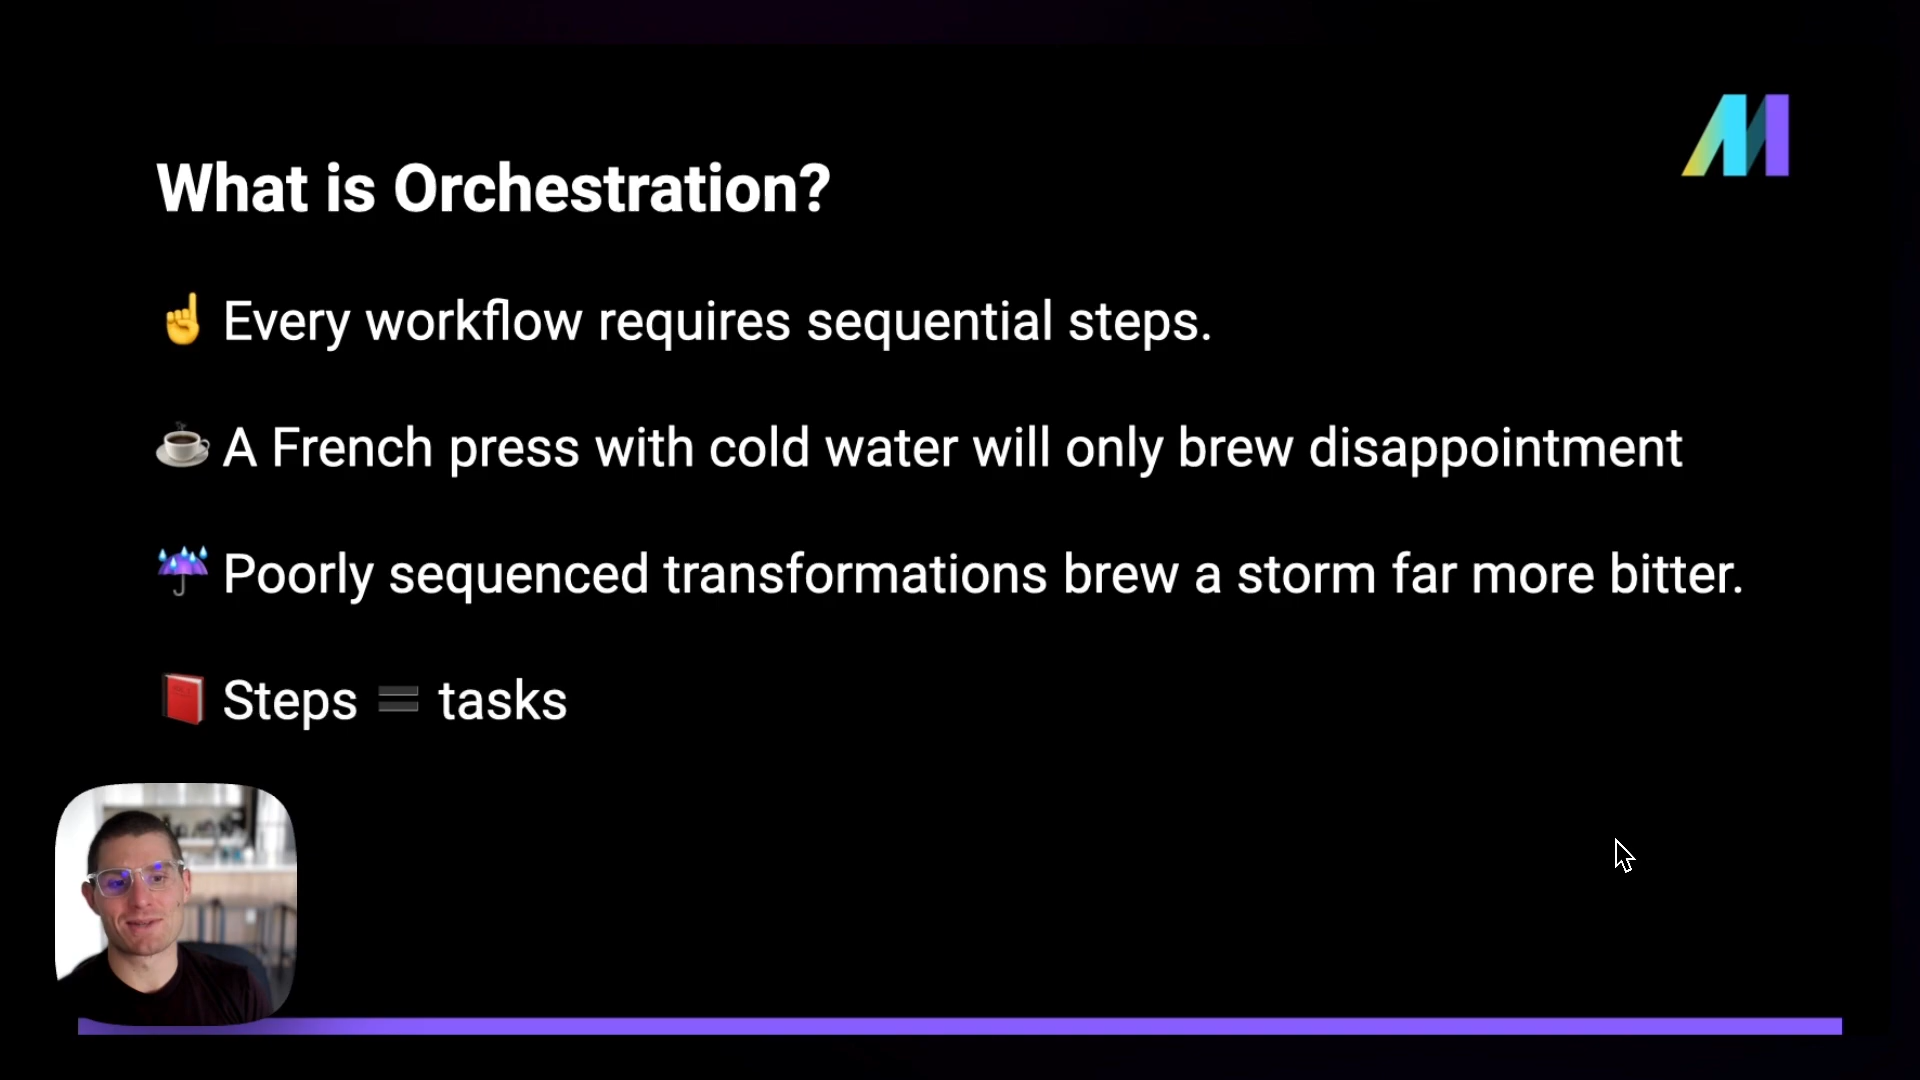 What is Orchestration?
☝️ Every workflow requires sequential steps.
☕ A French press with cold water will only brew disappointment
☔ Poorly sequenced transformations brew a storm far more bitter.
📕 Steps 🟰 tasks